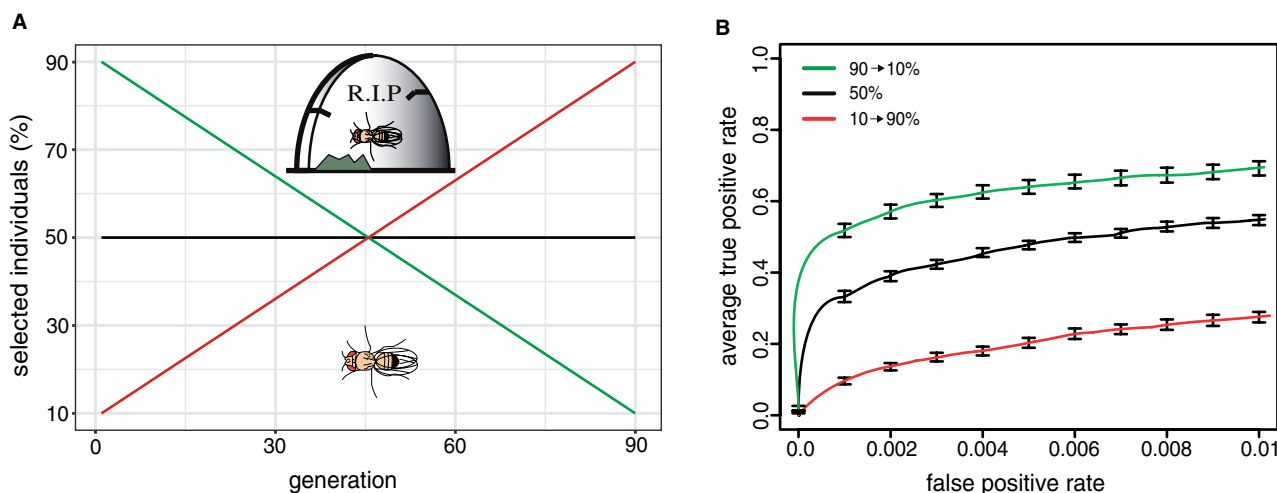 A
selected individuals (%)
90
70
50
30
10
R.I.P
0 30 60 90
generation
B
average true positive rate
1.0
0.8
0.6
0.4
0.2
0.0
90→10%
50%
10→90%
0.0 0.002 0.004 0.006 0.008 0.01
false positive rate